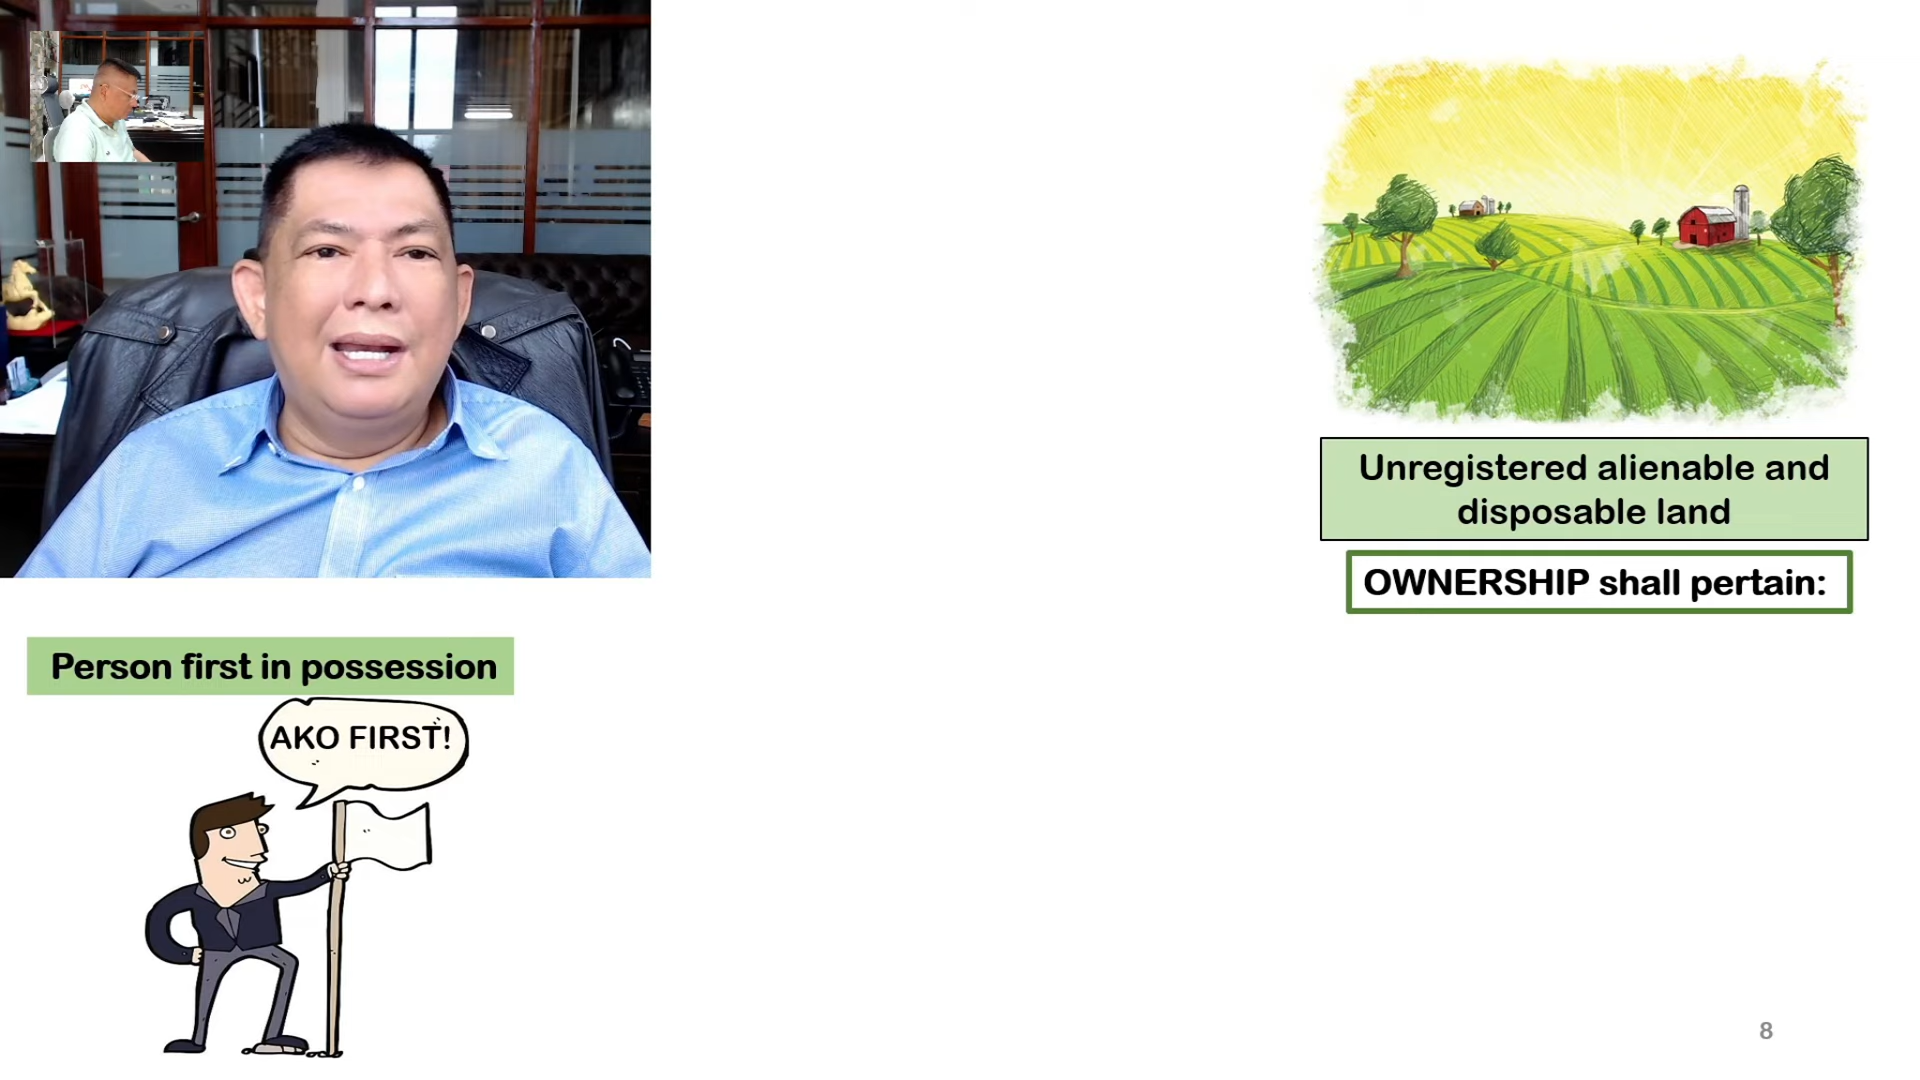 Unregistered alienable and
disposable land
OWNERSHIP shall pertain:
Person first in possession
AKO FIRST!
8